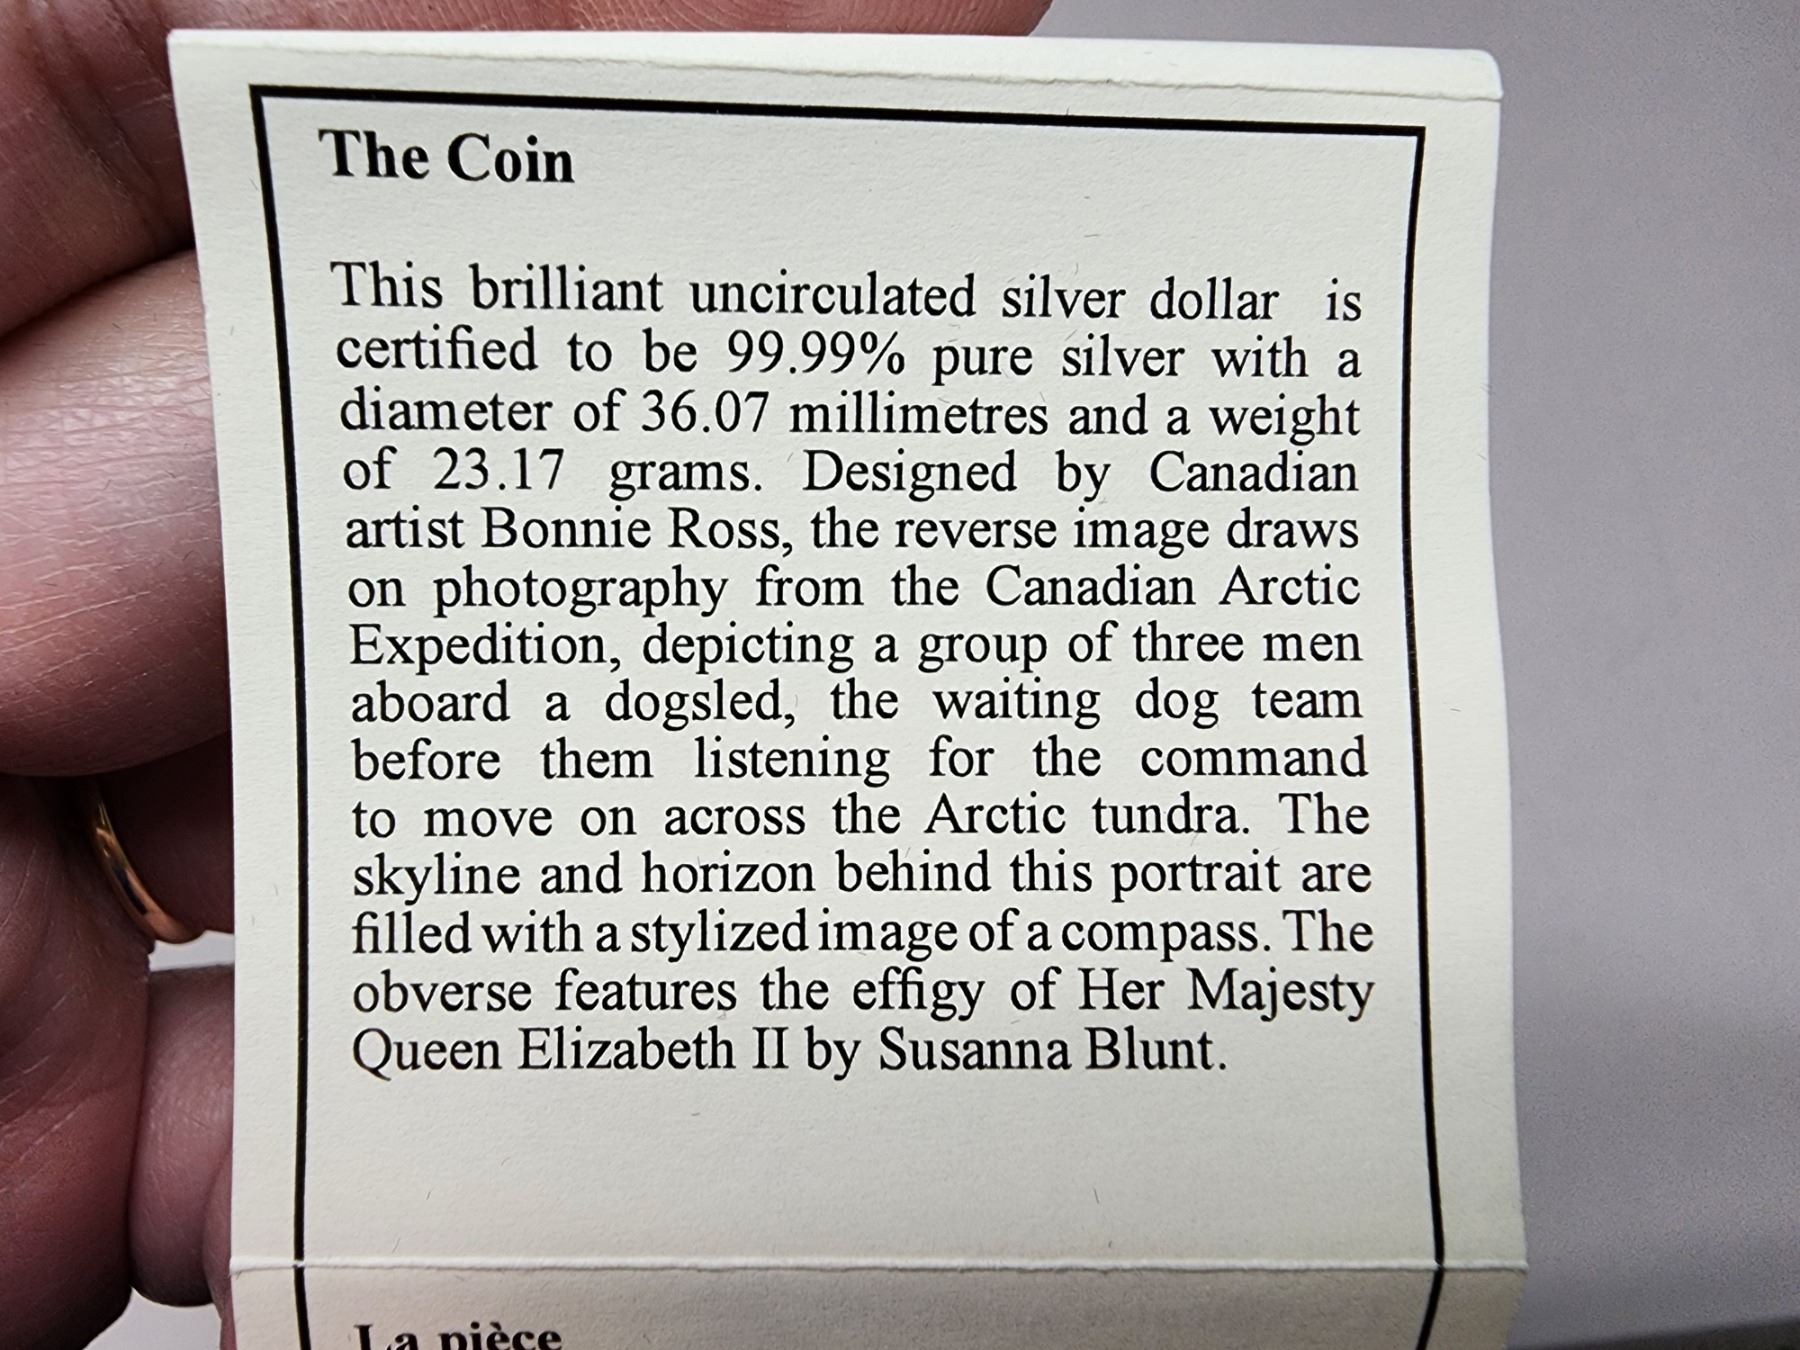 The Coin
This brilliant uncirculated silver dollar is
certified to be 99.99% pure silver with a
diameter of 36.07 millimetres and a weight
of 23.17 grams. Designed by Canadian
artist Bonnie Ross, the reverse image draws
on photography from the Canadian Arctic
Expedition, depicting a group of three men
aboard a dogsled, the waiting dog team
before them listening for the command
to move on across the Arctic tundra. The
skyline and horizon behind this portrait are
filled with a stylized image of a compass. The
obverse features the effigy of Her Majesty
Queen Elizabeth II by Susanna Blunt.
La pièce